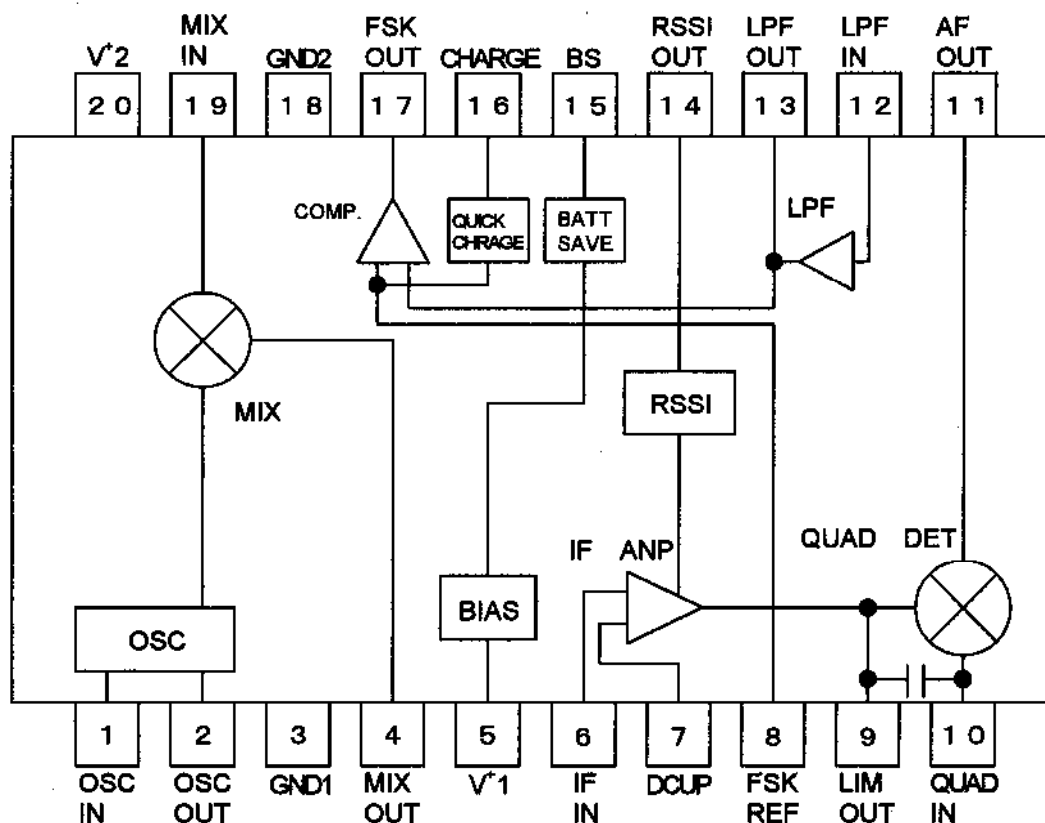 V+2
MIX
IN
GND2
FSK
OUT
CHARGE
BS
RSSI
OUT
LPF
OUT
LPF
IN
AF
OUT
20
19
18
17
16
15
14
13
12
11
COMP.
QUICK
CHRAGE
BATT
SAVE
LPF
MIX
RSSI
IF ANP
QUAD DET
OSC
BIAS
1
2
3
4
5
6
7
8
9
10
OSC
IN
OSC
OUT
GND1
MIX
OUT
V+1
IF
IN
DCUP
FSK
REF
LIM
OUT
QUAD
IN